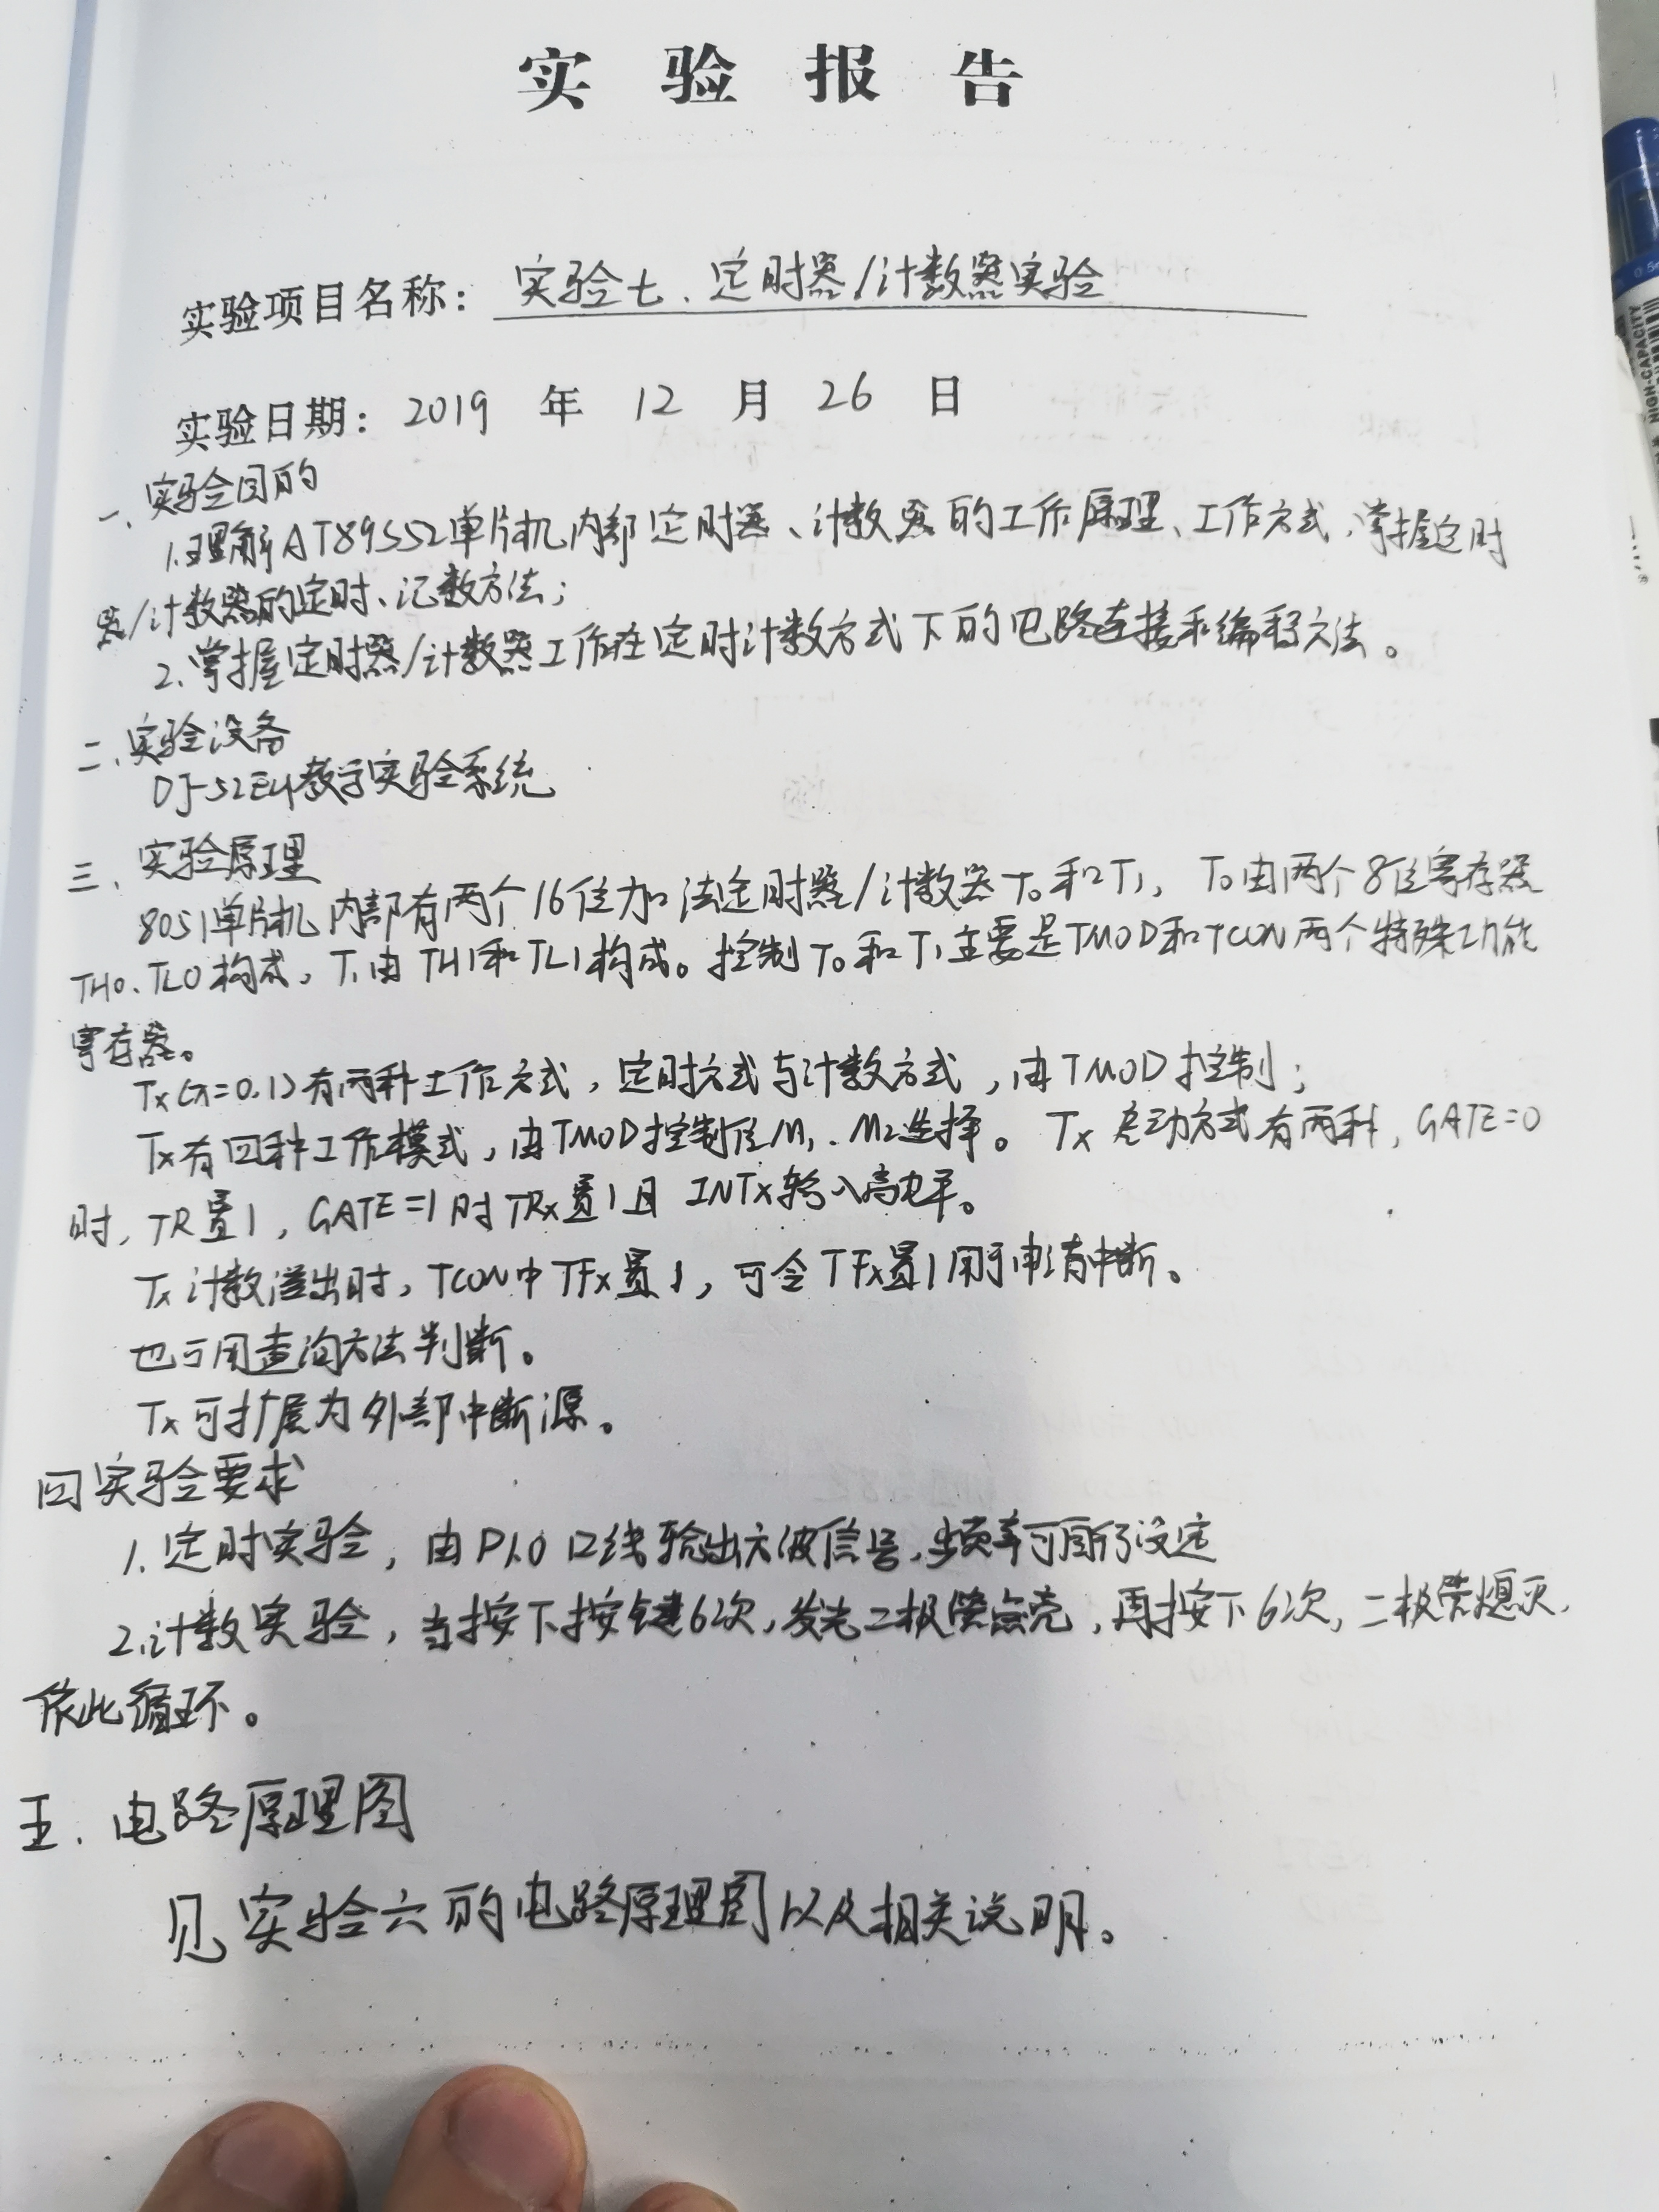 实验报告
实验项目名称：实验七、定时器/计数器实验
实验日期：2019 年 12 月 26 日
一、实验目的
1.理解AT89S52单片机内部定时器、计数器的工作原理、工作方式，掌握定时
器/计数器的定时、记数方法；
2.掌握定时器/计数器工作在定时计数方式下的电路连接和编程方法。
二、实验设备
DJ-52E4教学实验系统
三、实验原理
8051单片机内部有两个16位加法定时器/计数器T0和T1，T0由两个8位寄存器
TH0、TL0构成，T1由TH1和TL1构成。控制T0和T1主要是TMOD和TCON两个特殊功能
寄存器。
Tx(x=0.1)有两种工作方式，定时方式与计数方式，由TMOD控制；
Tx有四种工作模式，由TMOD控制位M1、M2选择。Tx启动方式有两种，GATE=0
时，TR置1，GATE=1时TRx置1且INTx输入高电平。
Tx计数溢出时，TCON中TFx置1，可令TFx置1用于申请中断。
也可用查询方法判断。
Tx可扩展为外部中断源。
四实验要求
1.定时实验，由P1.0口线输出方波信号，频率可自行设定
2.计数实验，当按下按键6次，发光二极管点亮，再按下6次，二极管熄灭，
依此循环。
五、电路原理图
见实验六的电路原理图以及相关说明。
0.5
HIGH-CAPACITY